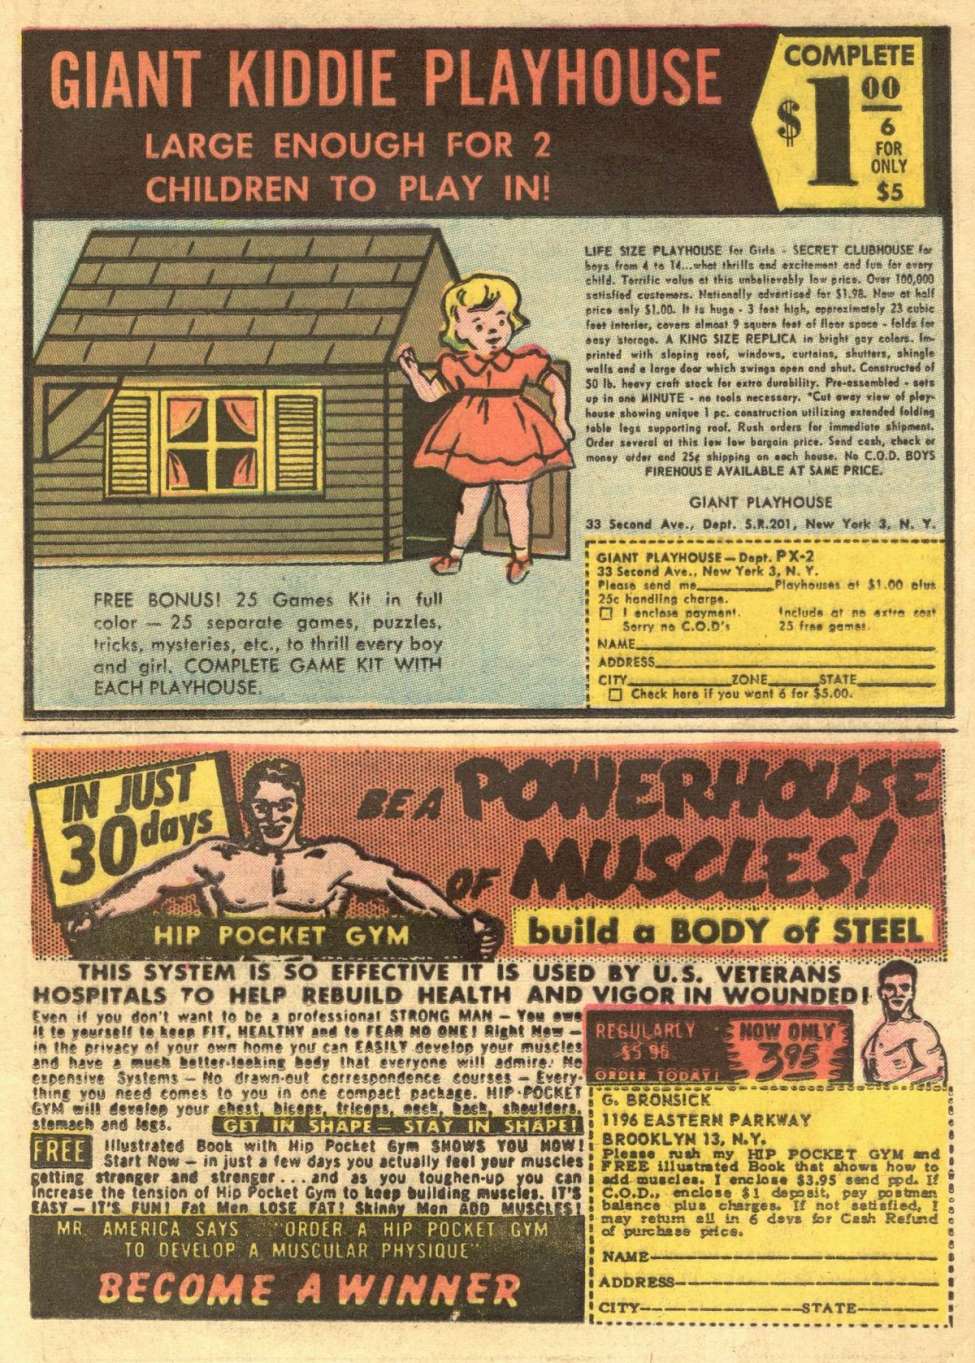 GIANT KIDDIE PLAYHOUSE
LARGE ENOUGH FOR 2
CHILDREN TO PLAY IN!
COMPLETE
$1.00
6
FOR
ONLY
$5
LIFE SIZE PLAYHOUSE for Girls - SECRET CLUBHOUSE for
boys from 4 to 14...what thrills and excitement and fun for every
child. Terrific value at this unbelievably low price. Over 100,000
satisfied customers. Nationally advertised for $1.98. Now at half
price only $1.00. It is huge - 3 feet high, approximately 23 cubic
feet interior, covers almost 9 square feet of floor space - folds for
easy storage. A KING SIZE REPLICA in bright gay colors. Im-
printed with sloping roof, windows, curtains, shutters, shingle
walls and a large door which swings open and shut. Constructed of
50 lb. heavy craft stock for extra durability. Pre-assembled - sets
up in one MINUTE - no tools necessary. *Cut away view of play-
house showing unique 1 pc. construction utilizing extended folding
table legs supporting roof. Rush orders for immediate shipment.
Order several at this low low bargain price. Send cash, check or
money order and 25¢ shipping on each house. No C.O.D. BOYS
FIREHOUSE AVAILABLE AT SAME PRICE.
GIANT PLAYHOUSE
33 Second Ave., Dept. S.R.201, New York 3, N. Y.
FREE BONUS! 25 Games Kit in full
color — 25 separate games, puzzles,
tricks, mysteries, etc., to thrill every boy
and girl. COMPLETE GAME KIT WITH
EACH PLAYHOUSE.
GIANT PLAYHOUSE — Dept. PX-2
33 Second Ave., New York 3, N. Y.
Please send me Playhouses at $1.00 plus
25c handling charge.
I enclose payment. Include at no extra cost
Sorry no C.O.D's 25 free games.
NAME
ADDRESS
CITY ZONE STATE
Check here if you want 6 for $5.00.
IN JUST
30 days
BE A POWERHOUSE
OF MUSCLES!
HIP POCKET GYM
build a BODY of STEEL
THIS SYSTEM IS SO EFFECTIVE IT IS USED BY U.S. VETERANS
HOSPITALS TO HELP REBUILD HEALTH AND VIGOR IN WOUNDED!
Even if you don't want to be a professional STRONG MAN — You owe
it to yourself to keep FIT, HEALTHY and to FEAR NO ONE! Right Now —
in the privacy of your own home you can EASILY develop your muscles
and have a much better-looking body that everyone will admire. No
expensive Systems — No drawn-out correspondence courses — Every-
thing you need comes to you in one compact package. HIP-POCKET
GYM will develop your chest, biceps, triceps, neck, back, shoulders,
stomach and legs. GET IN SHAPE — STAY IN SHAPE!
FREE Illustrated Book with Hip Pocket Gym SHOWS YOU HOW!
Start Now — in just a few days you actually feel your muscles
getting stronger and stronger . . . and as you toughen-up you can
increase the tension of Hip Pocket Gym to keep building muscles. IT'S
EASY — IT'S FUN! Fat Men LOSE FAT! Skinny Men ADD MUSCLES!
MR. AMERICA SAYS "ORDER A HIP POCKET GYM
TO DEVELOP A MUSCULAR PHYSIQUE"
BECOME A WINNER
REGULARLY
$5.96
ORDER TODAY!
NOW ONLY
3.95
G. BRONSICK
1196 EASTERN PARKWAY
BROOKLYN 13, N.Y.
Please rush my HIP POCKET GYM and
FREE illustrated Book that shows how to
add muscles. I enclose $3.95 send ppd. If
C.O.D., enclose $1 deposit, pay postman
balance plus charges. If not satisfied, I
may return all in 6 days for Cash Refund
of purchase price.
NAME
ADDRESS
CITY STATE